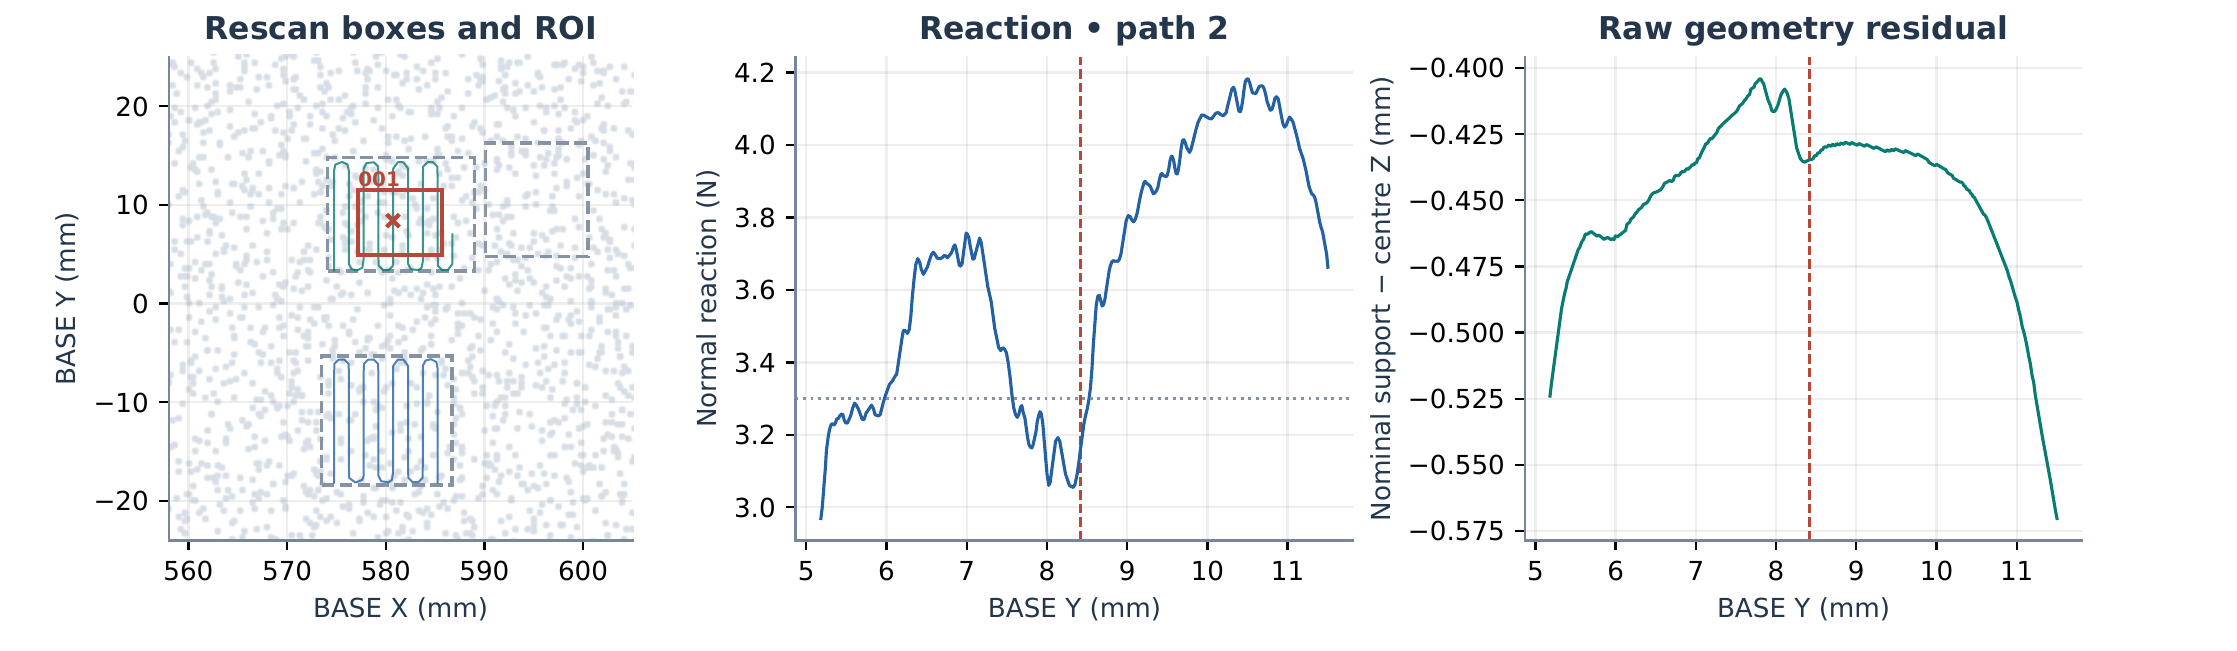 Rescan boxes and ROI
BASE Y (mm)
20
10
0
−10
−20
001
560 570 580 590 600
BASE X (mm)
Reaction • path 2
Normal reaction (N)
4.2
4.0
3.8
3.6
3.4
3.2
3.0
5 6 7 8 9 10 11
BASE Y (mm)
Raw geometry residual
Nominal support − centre Z (mm)
−0.400
−0.425
−0.450
−0.475
−0.500
−0.525
−0.550
−0.575
5 6 7 8 9 10 11
BASE Y (mm)